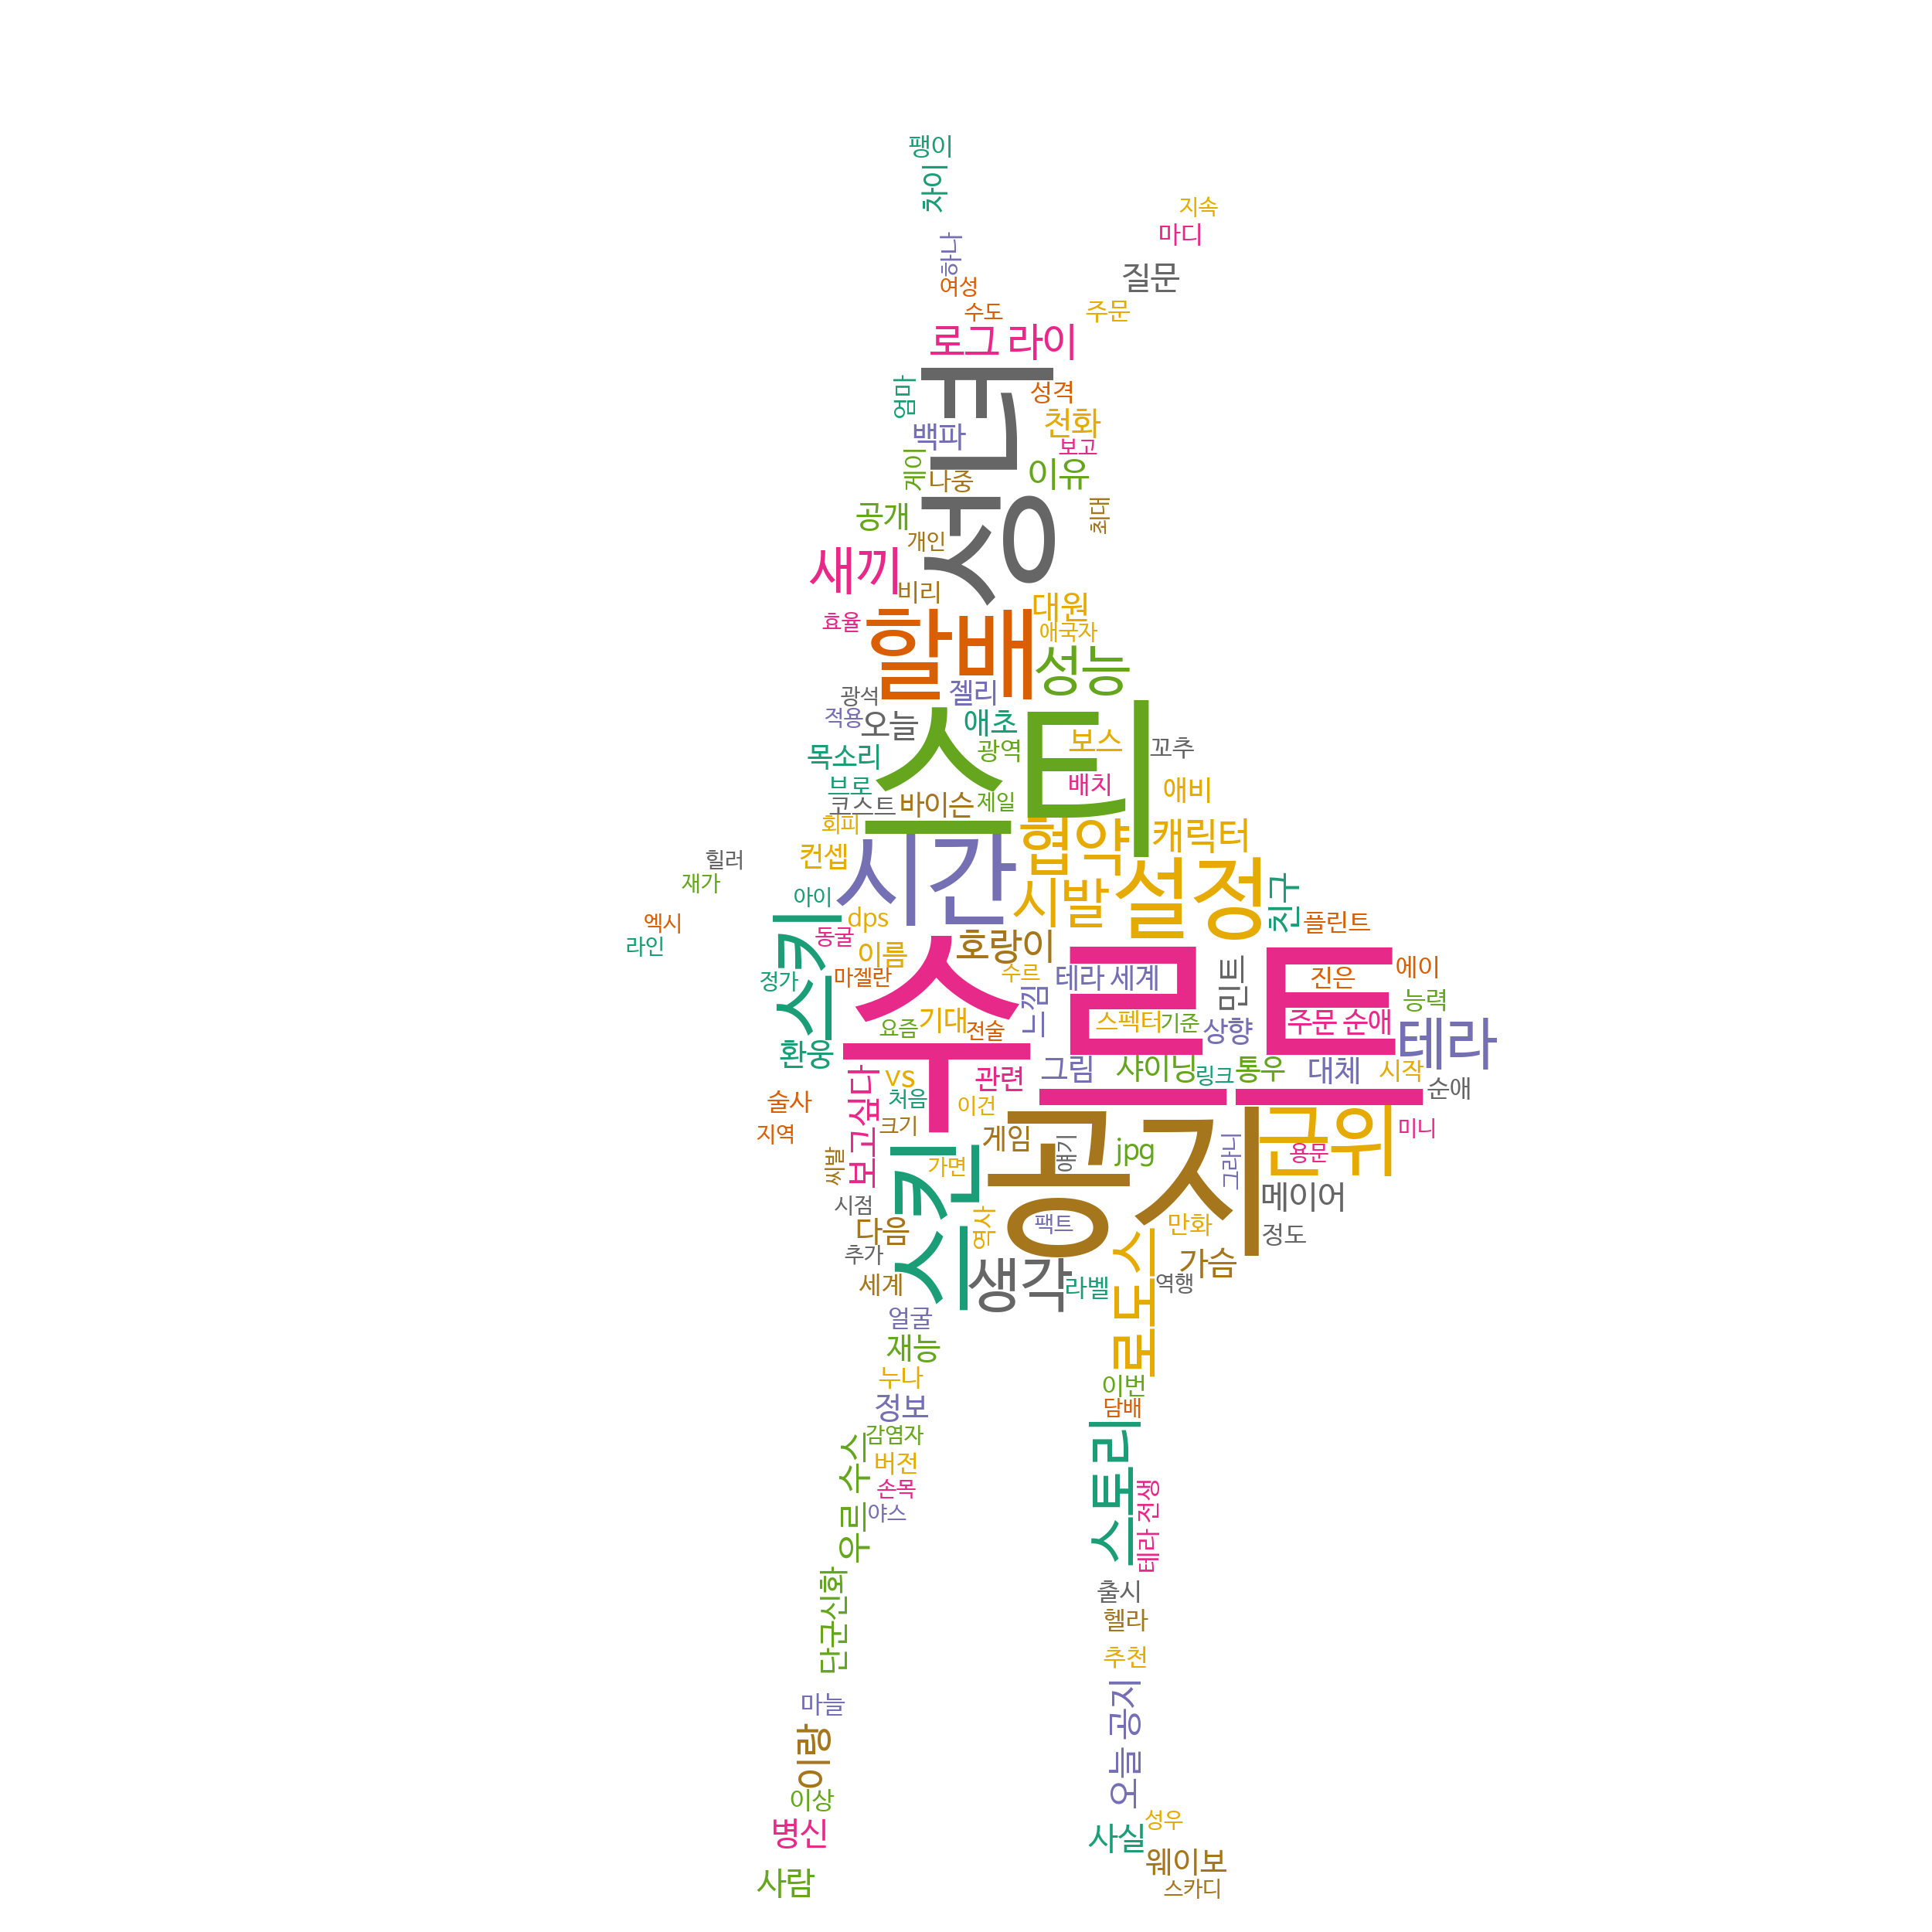 팽이
차이
지속
마디
하나
질문
여성
수도
주문
로그 라이
성녀
엄마
성격
천화
백파
보고
게이
나중
이유
공개
최대
개인
새끼
비리
대원
효율
애국자
할배
성능
광석
젤리
적용
오늘
애초
스티
보스
꼬추
목소리
광역
배치
애비
브로
코스트
바이슨
제일
회피
협약
캐릭터
힐러
컨셉
시간
재가
아이
시발
설정
친구
엑시
dps
플린트
라인
스키
동굴
이름
호랑이
정가
마젤란
수르
테라 세계
민트
진은
에이
수르트
능력
느낌
요즘
기대
전술
스펙터
기준
상향
주문 순애
테라
환웅
vs
관련
그림
샤이닝
링크
통우
대체
시작
순애
술사
보고싶다
처음
이건
지역
크기
게임
얘기
jpg
그라니
근위
용문
미니
씨발
스킨
가면
공지
메이어
시점
다음
역사
팩트
만화
정도
추가
생각
로도스
가슴
세계
라벨
역행
얼굴
재능
누나
이번
정보
담배
감염자
스토리
우르 수스
버전
손목
테라 전생
야스
단군신화
출시
헬라
추천
마늘
오늘 공지
이랑
이상
성우
병신
사실
웨이보
사람
스카디